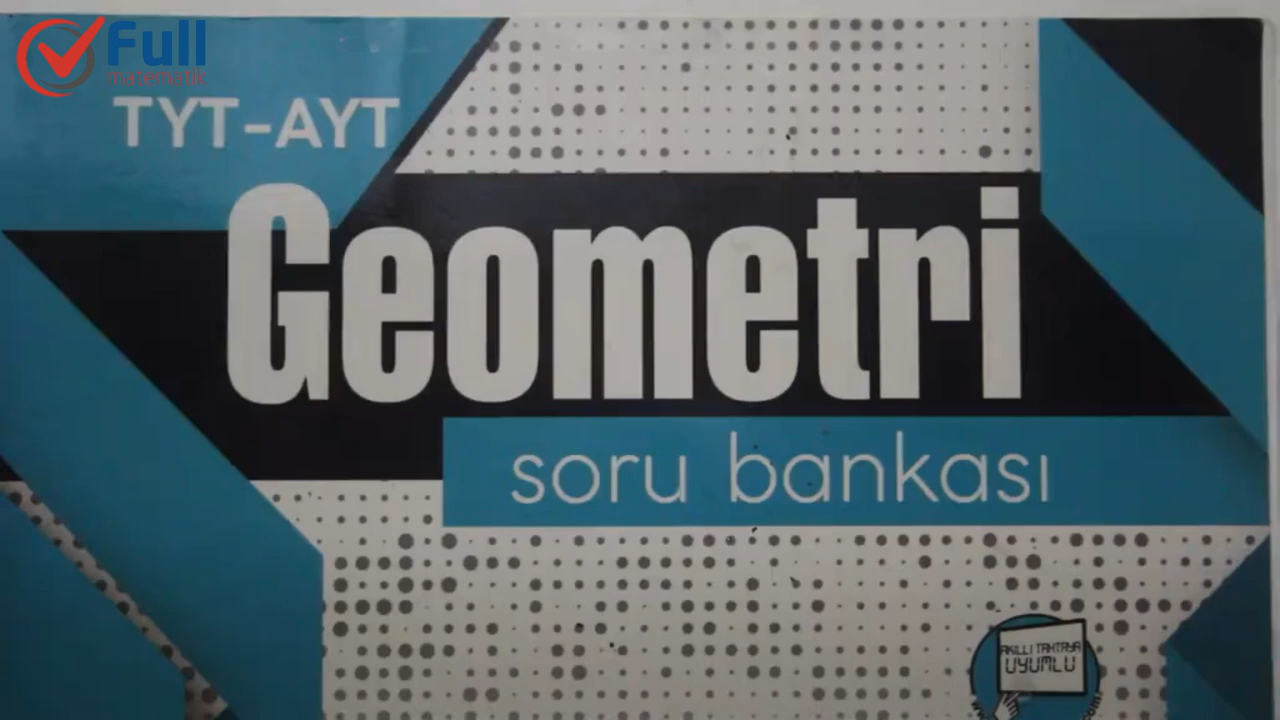 Full
matematik
TYT-AYT
Geometri
soru bankası
AKILLI TAHTAYA
UYUMLU